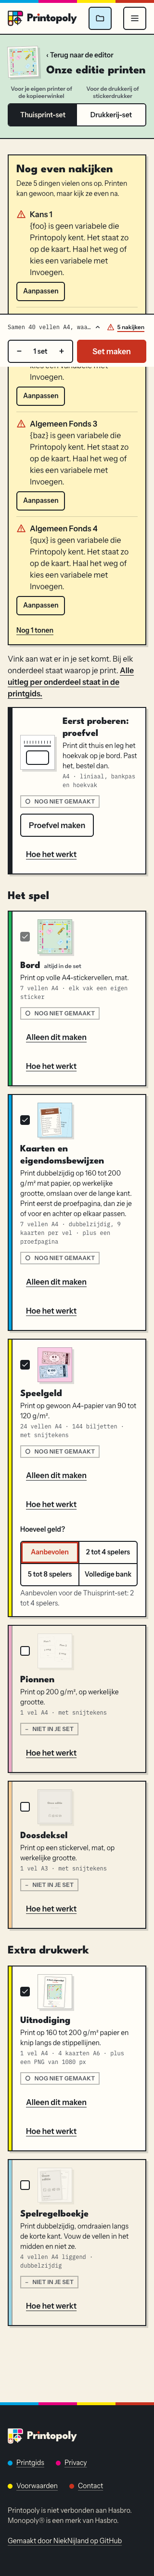 Printopoly
‹ Terug naar de editor
Onze editie printen
Voor je eigen printer of de kopieerwinkel
Voor de drukkerij of stickerdrukker
Thuisprint-set
Drukkerij-set
Nog even nakijken
Deze 5 dingen vielen ons op. Printen
kan gewoon, maar kijk ze even na.
Kans 1
{foo} is geen variabele die
Printopoly kent. Het staat zo
op de kaart. Haal het weg of
kies een variabele met
Invoegen.
Aanpassen
Samen 40 vellen A4, waa…
5 nakijken
− 1 set +
Set maken
kies een variabele met
Invoegen.
Aanpassen
Algemeen Fonds 3
{baz} is geen variabele die
Printopoly kent. Het staat zo
op de kaart. Haal het weg of
kies een variabele met
Invoegen.
Aanpassen
Algemeen Fonds 4
{qux} is geen variabele die
Printopoly kent. Het staat zo
op de kaart. Haal het weg of
kies een variabele met
Invoegen.
Aanpassen
Nog 1 tonen
Vink aan wat er in je set komt. Bij elk
onderdeel staat waarop je print. Alle
uitleg per onderdeel staat in de
printgids.
Eerst proberen:
proefvel
Print dit thuis en leg het
hoekvak op je bord. Past
het, bestel dan.
A4 · liniaal, bankpas
en hoekvak
NOG NIET GEMAAKT
Proefvel maken
Hoe het werkt
Het spel
Bord altijd in de set
Print op volle A4-stickervellen, mat.
7 vellen A4 · elk vak een eigen
sticker
NOG NIET GEMAAKT
Alleen dit maken
Hoe het werkt
Kaarten en
eigendomsbewijzen
Print dubbelzijdig op 160 tot 200
g/m² mat papier, op werkelijke
grootte, omslaan over de lange kant.
Print eerst de proefpagina, dan zie je
of voor en achter op elkaar passen.
7 vellen A4 · dubbelzijdig, 9
kaarten per vel · plus een
proefpagina
NOG NIET GEMAAKT
Alleen dit maken
Hoe het werkt
Speelgeld
Print op gewoon A4-papier van 90 tot
120 g/m².
24 vellen A4 · 144 biljetten ·
met snijtekens
NOG NIET GEMAAKT
Alleen dit maken
Hoe het werkt
Hoeveel geld?
Aanbevolen
2 tot 4 spelers
5 tot 8 spelers
Volledige bank
Aanbevolen voor de Thuisprint-set: 2
tot 4 spelers.
Pionnen
Print op 200 g/m², op werkelijke
grootte.
1 vel A4 · met snijtekens
– NIET IN JE SET
Hoe het werkt
Doosdeksel
Print op een stickervel, mat, op
werkelijke grootte.
1 vel A3 · met snijtekens
– NIET IN JE SET
Hoe het werkt
Extra drukwerk
Uitnodiging
Print op 160 tot 200 g/m² papier en
knip langs de stippellijnen.
1 vel A4 · 4 kaarten A6 · plus
een PNG van 1080 px
NOG NIET GEMAAKT
Alleen dit maken
Hoe het werkt
Spelregelboekje
Print dubbelzijdig, omdraaien langs
de korte kant. Vouw de vellen in het
midden en niet ze.
4 vellen A4 liggend ·
dubbelzijdig
– NIET IN JE SET
Hoe het werkt
Printopoly
Printgids
Privacy
Voorwaarden
Contact
Printopoly is niet verbonden aan Hasbro.
Monopoly® is een merk van Hasbro.
Gemaakt door NiekNijland op GitHub